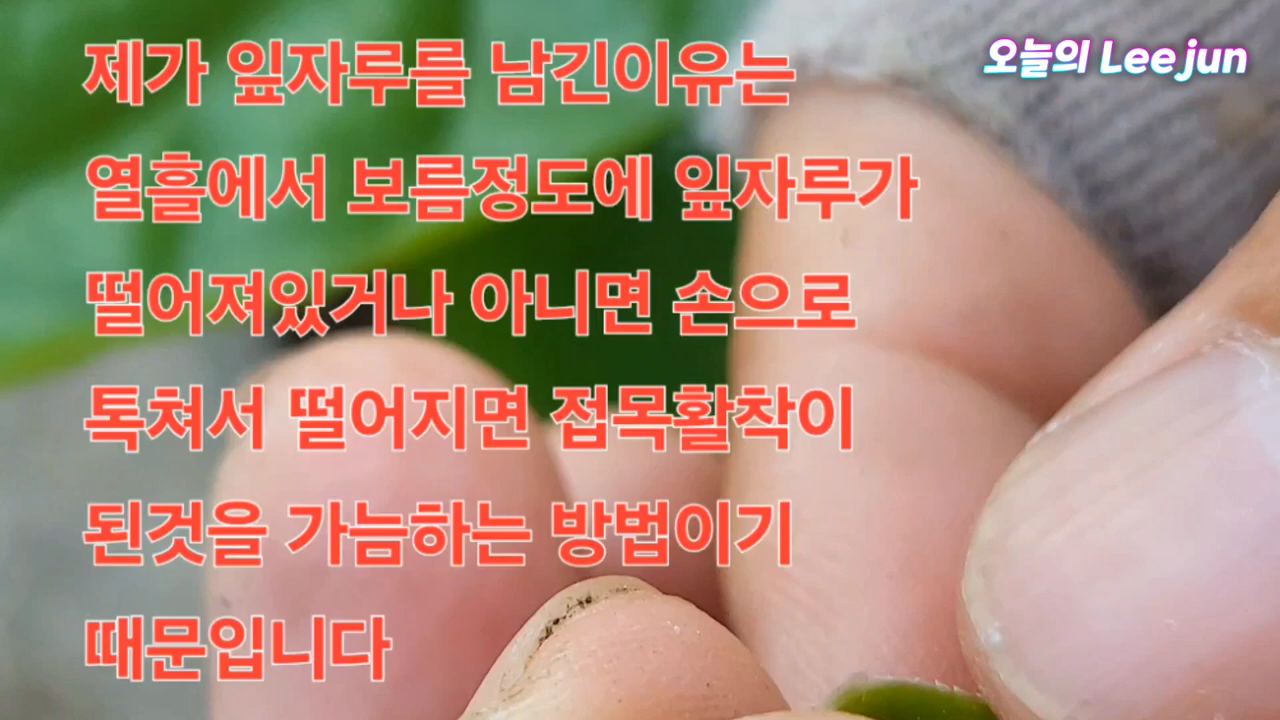 오늘의 Leejun
제가 잎자루를 남긴이유는
열흘에서 보름정도에 잎자루가
떨어져있거나 아니면 손으로
톡쳐서 떨어지면 접목활착이
된것을 가늠하는 방법이기
때문입니다